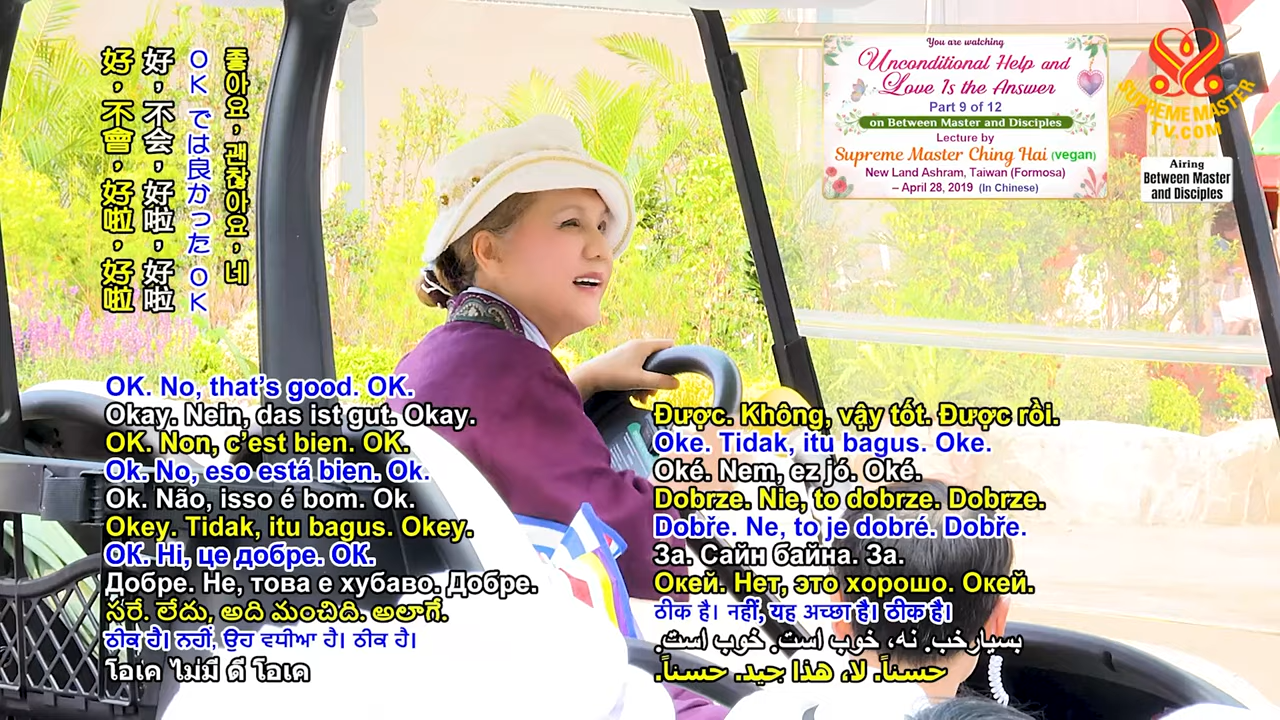 You are watching
Unconditional Help and
Love Is the Answer
Part 9 of 12
on Between Master and Disciples
Lecture by
Supreme Master Ching Hai (vegan)
New Land Ashram, Taiwan (Formosa)
– April 28, 2019 (In Chinese)
SUPREME MASTER
TV.COM
Airing
Between Master
and Disciples
좋아요, 괜찮아요, 네
OK では良かった OK
好，不会，好啦，好啦
好，不會，好啦，好啦
OK. No, that’s good. OK.
Okay. Nein, das ist gut. Okay.
OK. Non, c’est bien. OK.
Ok. No, eso está bien. Ok.
Ok. Não, isso é bom. Ok.
Okey. Tidak, itu bagus. Okey.
ОК. Ні, це добре. ОК.
Добре. Не, това е хубаво. Добре.
సరే. లేదు, అది మంచిది. అలాగే.
ਠੀਕ ਹੈ। ਨਹੀਂ, ਉਹ ਵਧੀਆ ਹੈ। ਠੀਕ ਹੈ।
โอเค ไม่มี ดี โอเค
Được. Không, vậy tốt. Được rồi.
Oke. Tidak, itu bagus. Oke.
Oké. Nem, ez jó. Oké.
Dobrze. Nie, to dobrze. Dobrze.
Dobře. Ne, to je dobré. Dobře.
За. Сайн байна. За.
Окей. Нет, это хорошо. Окей.
ठीक है। नहीं, यह अच्छा है। ठीक है।
بسیارخب. نه، خوب است. خوب است.
حسناً. لا، هذا جيد. حسناً.